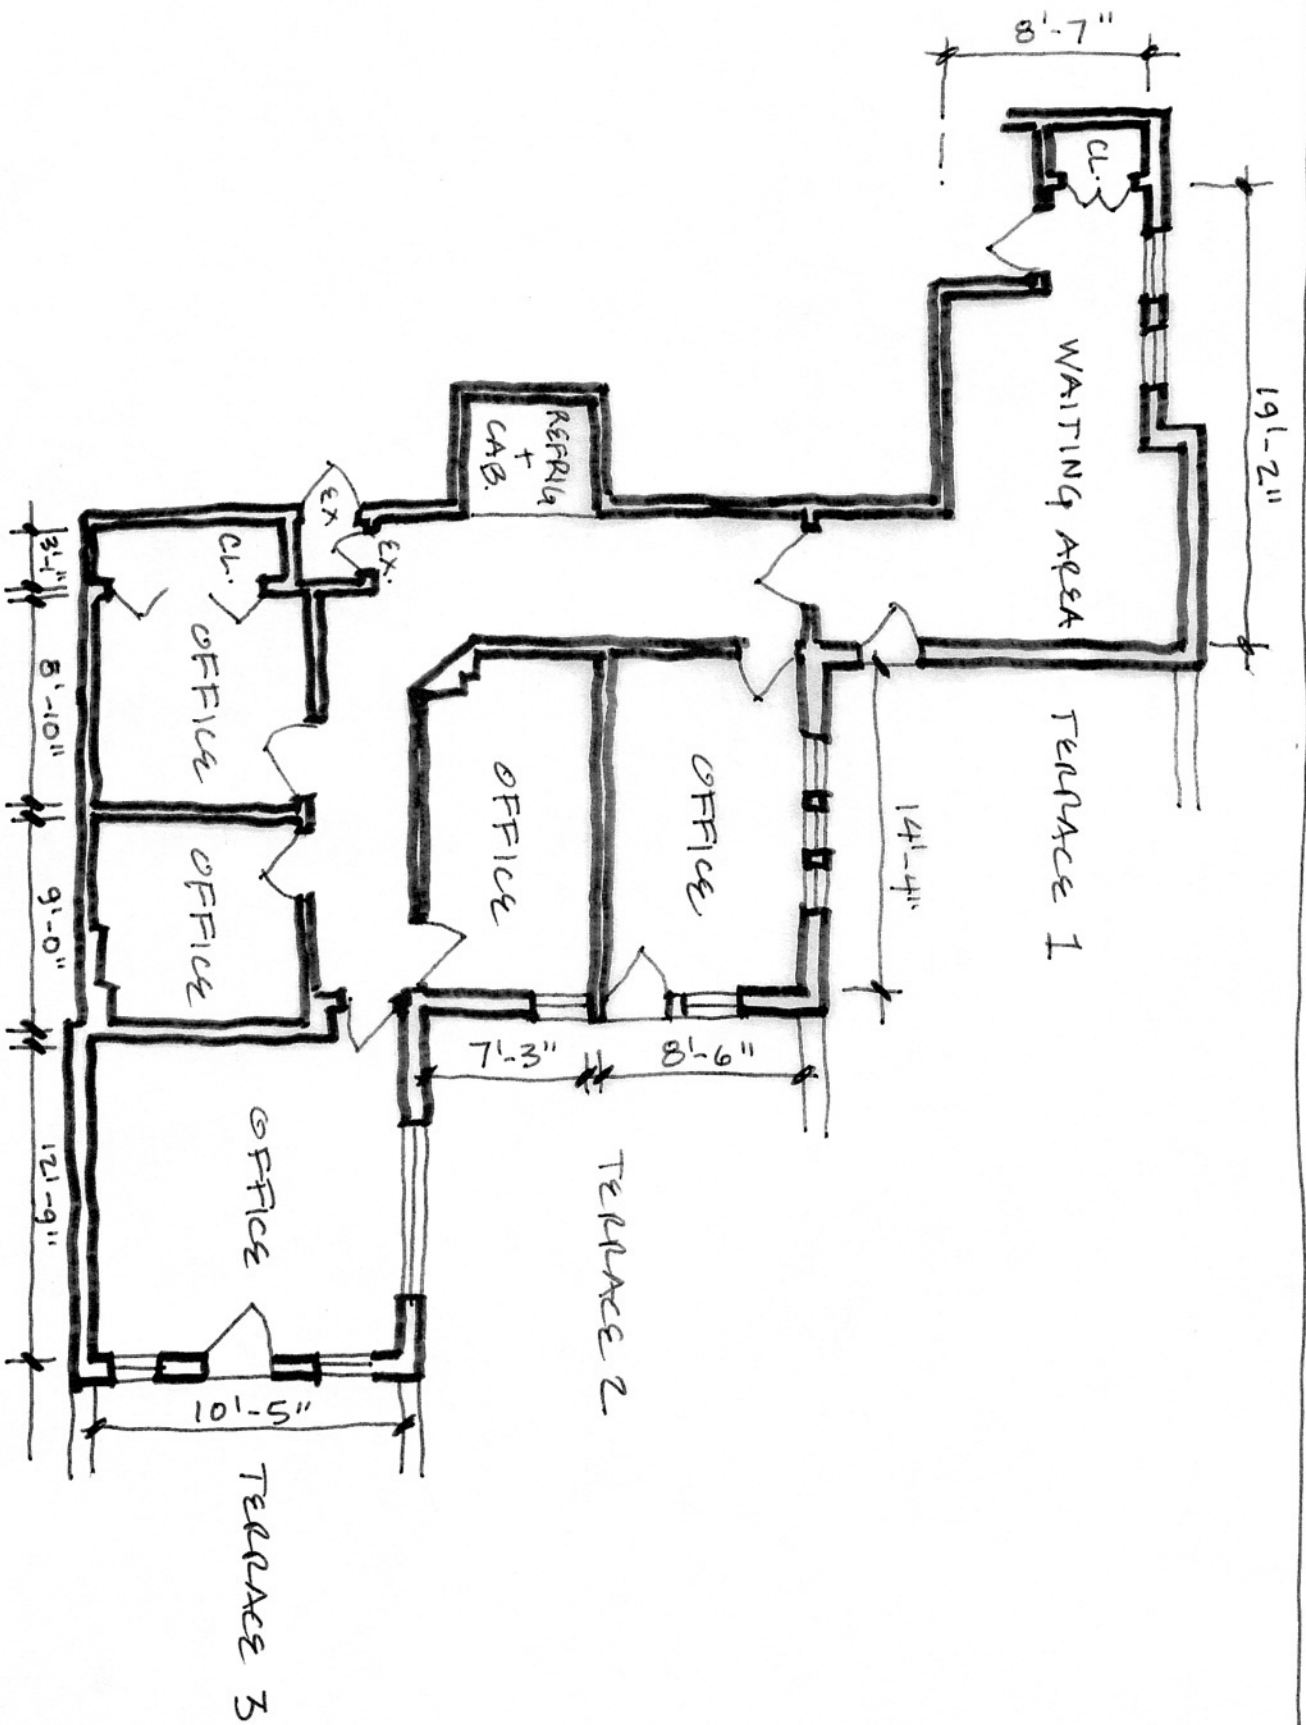 8'-7"
CL.
19'-2"
WAITING AREA
TERRACE 1
REFRIG
+
CAB.
EX
EX.
CL.
14'-4"
OFFICE
OFFICE
OFFICE
OFFICE
3'-1"
8'-10"
9'-0"
12'-9"
7'-3"
8'-6"
TERRACE 2
OFFICE
10'-5"
TERRACE 3